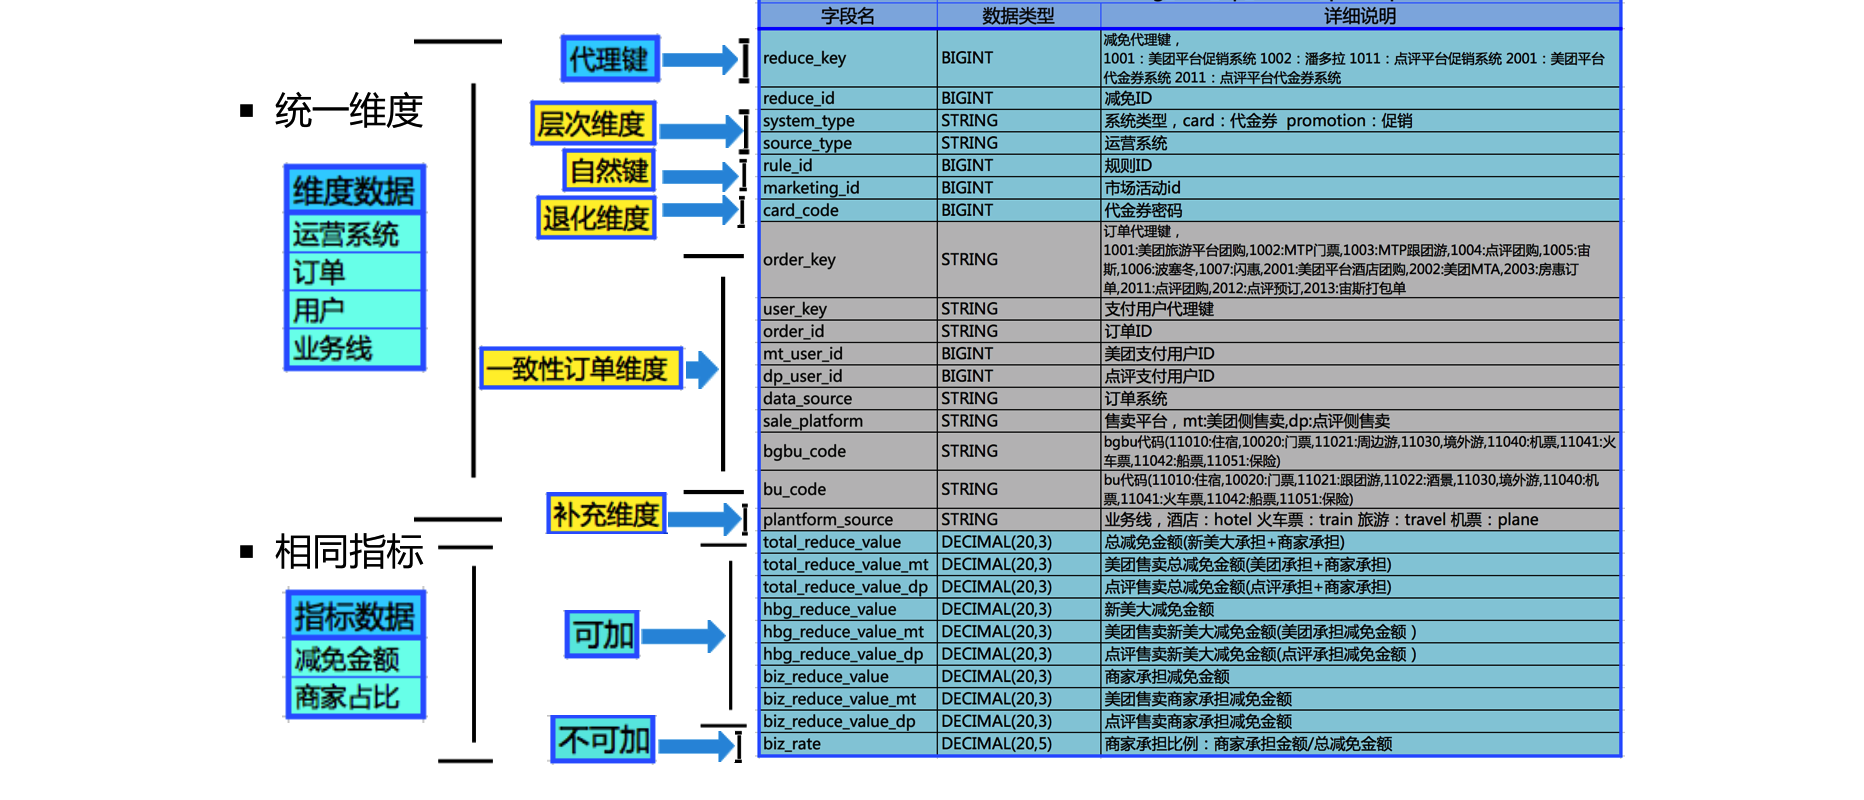 ▪ 统一维度
维度数据
运营系统
订单
用户
业务线
▪ 相同指标
指标数据
减免金额
商家占比
代理键
层次维度
自然键
退化维度
一致性订单维度
补充维度
可加
不可加
字段名 数据类型 详细说明
reduce_key BIGINT 减免代理键，
1001：美团平台促销系统 1002：潘多拉 1011：点评平台促销系统 2001：美团平台
代金券系统 2011：点评平台代金券系统
reduce_id BIGINT 减免ID
system_type STRING 系统类型，card：代金券 promotion：促销
source_type STRING 运营系统
rule_id BIGINT 规则ID
marketing_id BIGINT 市场活动id
card_code BIGINT 代金券密码
order_key STRING 订单代理键，
1001:美团旅游平台团购,1002:MTP门票,1003:MTP跟团游,1004:点评团购,1005:宙
斯,1006:波塞冬,1007:闪惠,2001:美团平台酒店团购,2002:美团MTA,2003:房惠订
单,2011:点评团购,2012:点评预订,2013:宙斯打包单
user_key STRING 支付用户代理键
order_id STRING 订单ID
mt_user_id BIGINT 美团支付用户ID
dp_user_id BIGINT 点评支付用户ID
data_source STRING 订单系统
sale_platform STRING 售卖平台，mt:美团侧售卖,dp:点评侧售卖
bgbu_code STRING bgbu代码(11010:住宿,10020:门票,11021:周边游,11030,境外游,11040:机票,11041:火
车票,11042:船票,11051:保险)
bu_code STRING bu代码(11010:住宿,10020:门票,11021:跟团游,11022:酒景,11030,境外游,11040:机
票,11041:火车票,11042:船票,11051:保险)
plantform_source STRING 业务线，酒店：hotel 火车票：train 旅游：travel 机票：plane
total_reduce_value DECIMAL(20,3) 总减免金额(新美大承担+商家承担)
total_reduce_value_mt DECIMAL(20,3) 美团售卖总减免金额(美团承担+商家承担)
total_reduce_value_dp DECIMAL(20,3) 点评售卖总减免金额(点评承担+商家承担)
hbg_reduce_value DECIMAL(20,3) 新美大减免金额
hbg_reduce_value_mt DECIMAL(20,3) 美团售卖新美大减免金额(美团承担减免金额 )
hbg_reduce_value_dp DECIMAL(20,3) 点评售卖新美大减免金额(点评承担减免金额 )
biz_reduce_value DECIMAL(20,3) 商家承担减免金额
biz_reduce_value_mt DECIMAL(20,3) 美团售卖商家承担减免金额
biz_reduce_value_dp DECIMAL(20,3) 点评售卖商家承担减免金额
biz_rate DECIMAL(20,5) 商家承担比例：商家承担金额/总减免金额